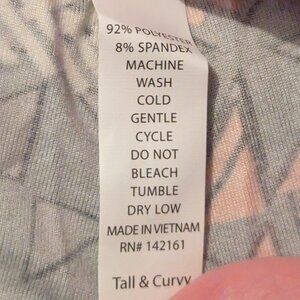 92% POLYESTER
8% SPANDEX
MACHINE
WASH
COLD
GENTLE
CYCLE
DO NOT
BLEACH
TUMBLE
DRY LOW
MADE IN VIETNAM
RN# 142161
Tall & Curvy